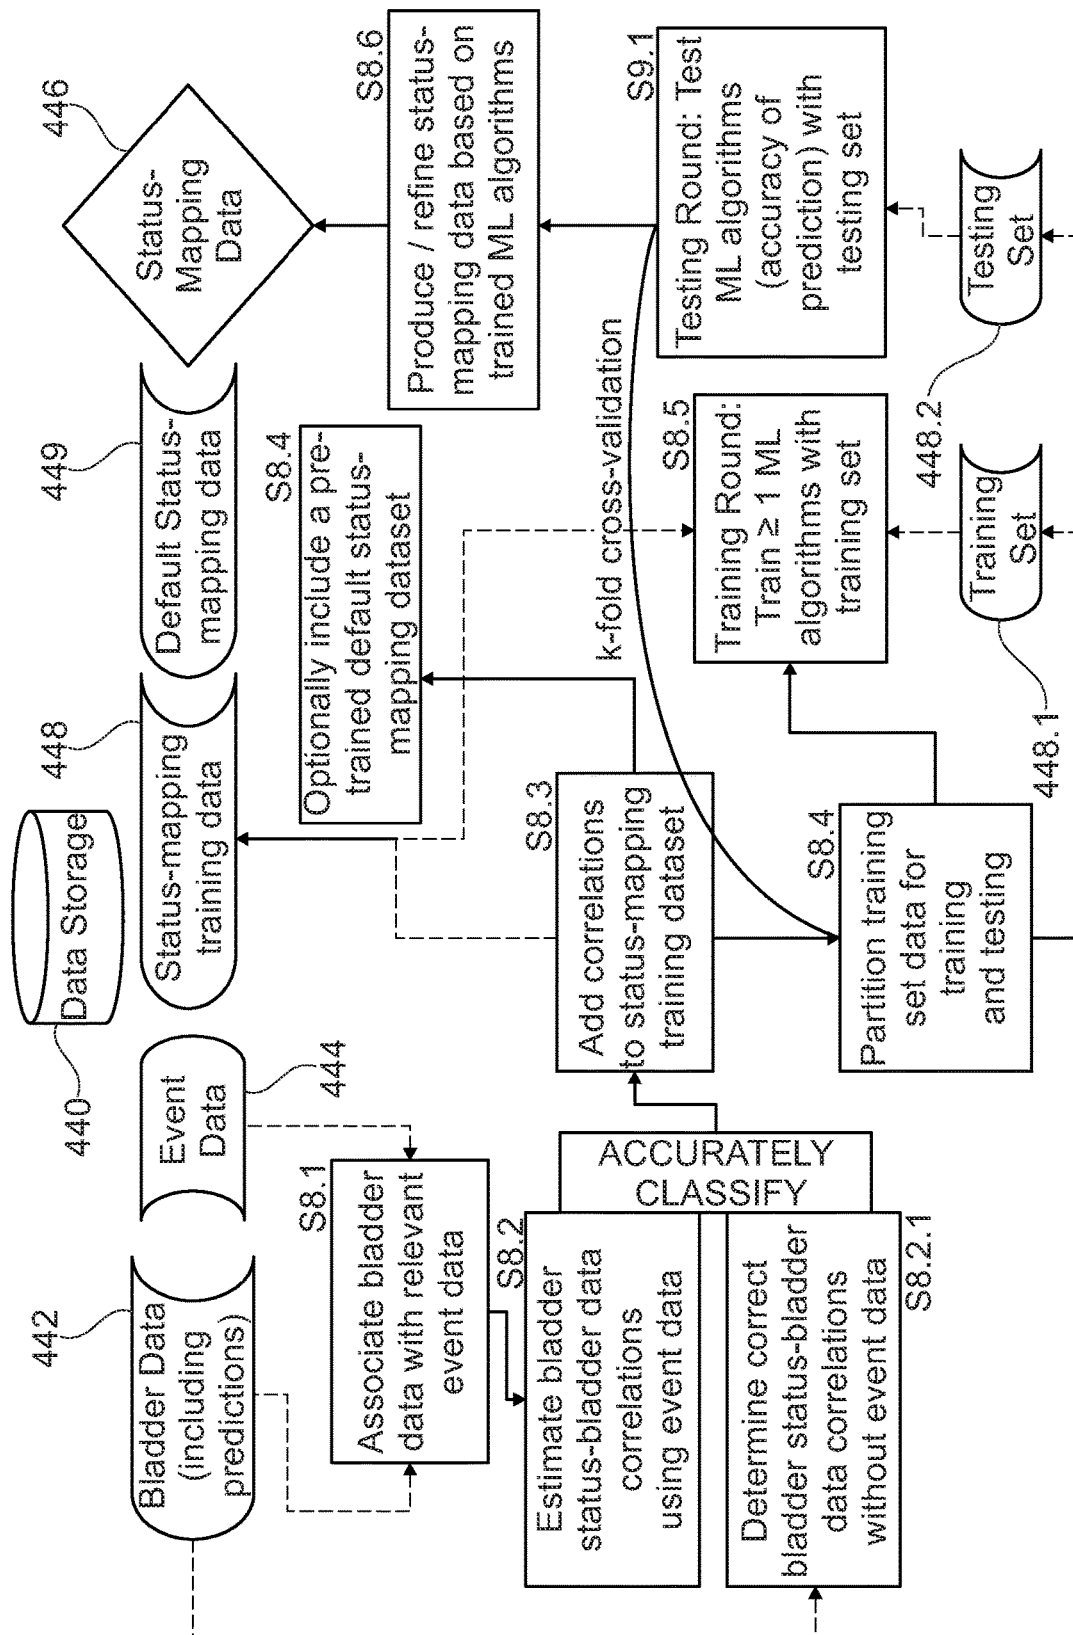 440
Data Storage
442
Bladder Data
(including
predictions)
Event
Data
444
448
Status-mapping
training data
449
Default Status-
mapping data
446
Status-
Mapping
Data
S8.1
Associate bladder
data with relevant
event data
S8.2
Estimate bladder
status-bladder data
correlations
using event data
Determine correct
bladder status-bladder
data correlations
without event data
S8.2.1
ACCURATELY
CLASSIFY
S8.3
Add correlations
to status-mapping
training dataset
S8.4
Optionally include a pre-
trained default status-
mapping dataset
S8.4
Partition training
set data for
training
and testing
k-fold cross-validation
S8.5
Training Round:
Train ≥ 1 ML
algorithms with
training set
S8.6
Produce / refine status-
mapping data based on
trained ML algorithms
S9.1
Testing Round: Test
ML algorithms
(accuracy of
prediction) with
testing set
448.1
Training
Set
448.2
Testing
Set